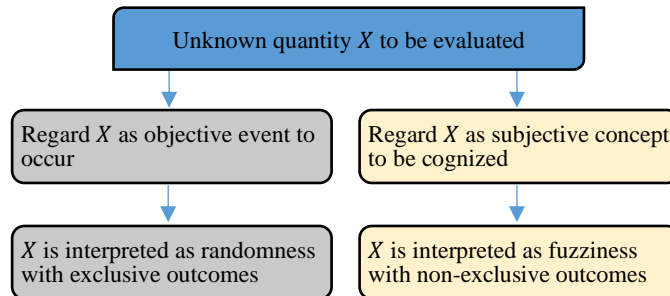 Unknown quantity X to be evaluated
Regard X as objective event to
occur
Regard X as subjective concept
to be cognized
X is interpreted as randomness
with exclusive outcomes
X is interpreted as fuzziness
with non-exclusive outcomes